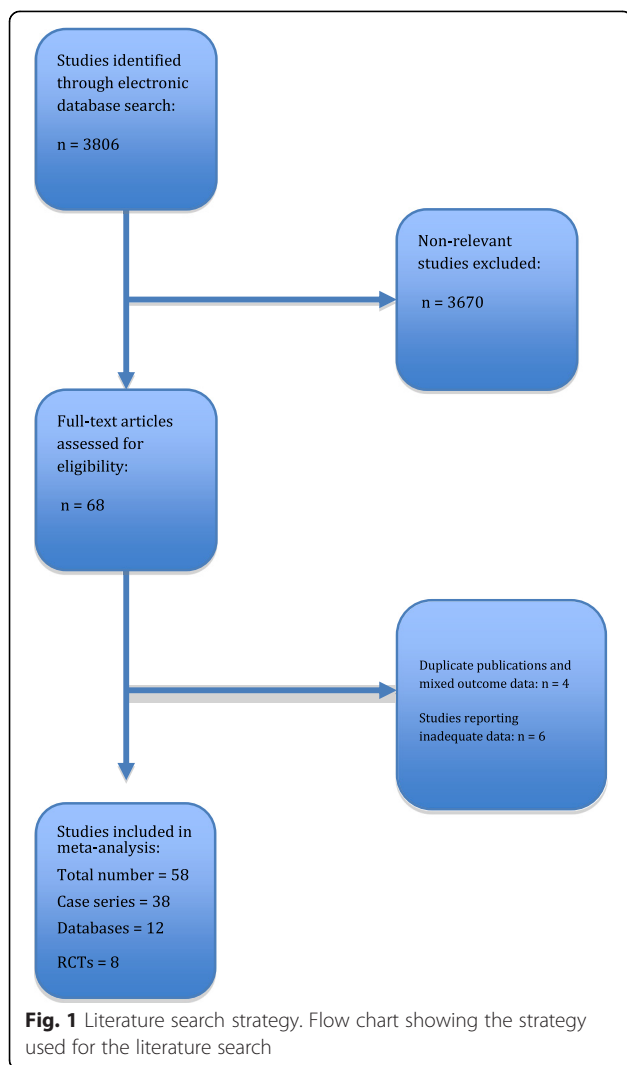 Studies identified
through electronic
database search:
n = 3806
Non-relevant
studies excluded:
n = 3670
Full-text articles
assessed for
eligibility:
n = 68
Duplicate publications and
mixed outcome data: n = 4
Studies reporting
inadequate data: n = 6
Studies included in
meta-analysis:
Total number = 58
Case series = 38
Databases = 12
RCTs = 8
Fig. 1 Literature search strategy. Flow chart showing the strategy
used for the literature search